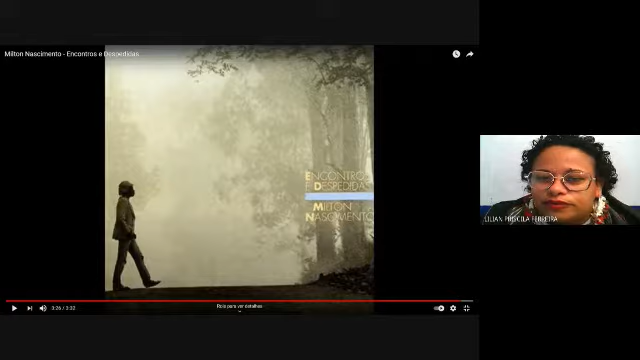 Milton Nascimento - Encontros e Despedidas
ENCONTROS
E DESPEDIDAS
MILTON
NASCIMENTO
3:26 / 3:32
Role para ver detalhes
LILIAN PRISCILA FERREIRA